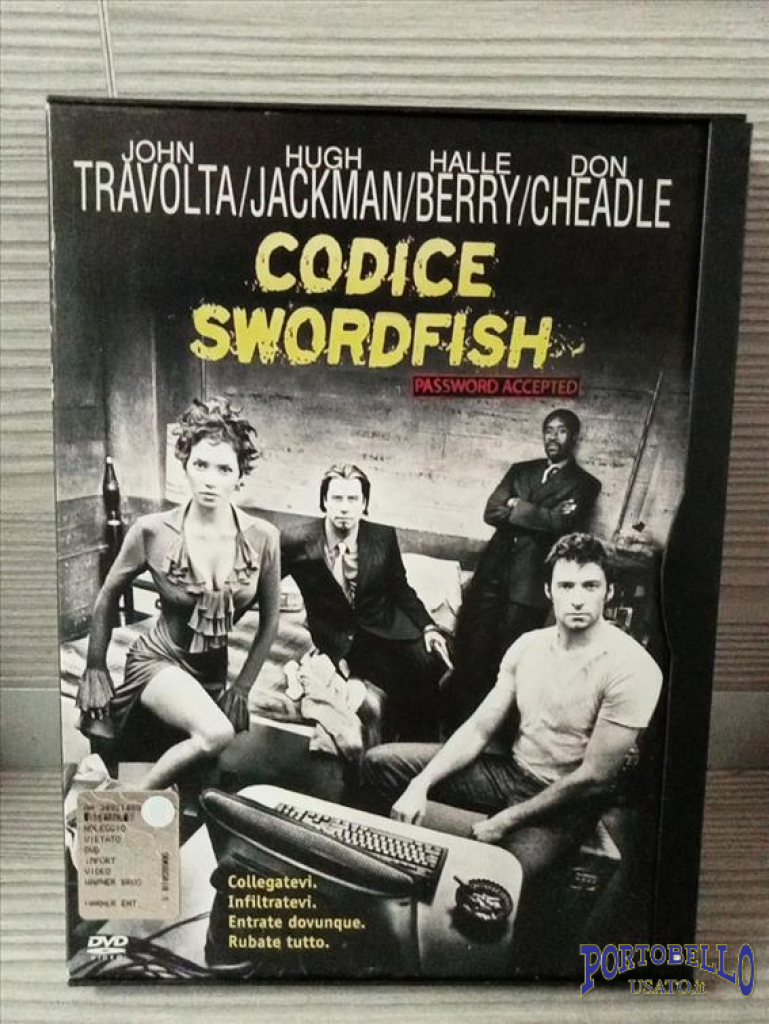 JOHN HUGH HALLE DON
TRAVOLTA/JACKMAN/BERRY/CHEADLE
CODICE
SWORDFISH
PASSWORD ACCEPTED
NOLEGGIO
VIETATO
DVD
IMPORT
VIDEO
WARNER BROS
Collegatevi.
Infiltratevi.
Entrate dovunque.
Rubate tutto.
DVD
VIDEO
PORTOBELLO
USATO.it